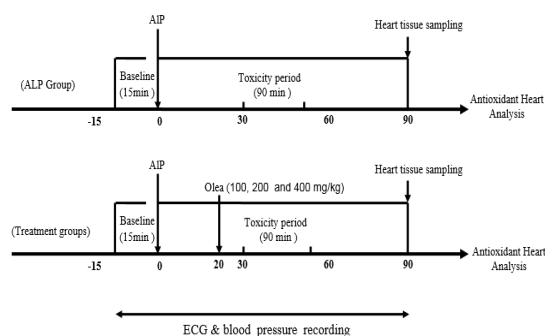 AlP
Heart tissue sampling
(ALP Group)
Baseline
(15min )
Toxicity period
(90 min )
Antioxidant Heart
Analysis
-15
0
30
60
90
AlP
Heart tissue sampling
Olea (100, 200 and 400 mg/kg)
(Treatment groups)
Baseline
(15min )
Toxicity period
(90 min )
Antioxidant Heart
Analysis
-15
0
20
30
60
90
ECG & blood pressure recording